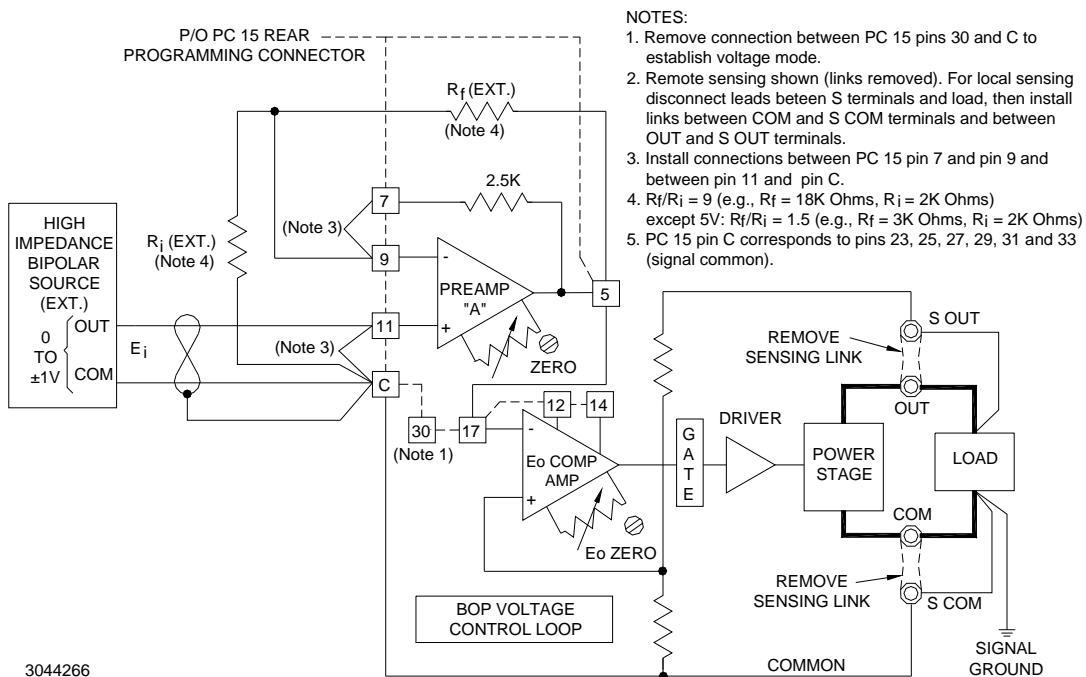 P/O PC 15 REAR
PROGRAMMING CONNECTOR
NOTES:
1. Remove connection between PC 15 pins 30 and C to
establish voltage mode.
2. Remote sensing shown (links removed). For local sensing
disconnect leads beteen S terminals and load, then install
links between COM and S COM terminals and between
OUT and S OUT terminals.
3. Install connections between PC 15 pin 7 and pin 9 and
between pin 11 and pin C.
4. Rf/Ri = 9 (e.g., Rf = 18K Ohms, Ri = 2K Ohms)
except 5V: Rf/Ri = 1.5 (e.g., Rf = 3K Ohms, Ri = 2K Ohms)
5. PC 15 pin C corresponds to pins 23, 25, 27, 29, 31 and 33
(signal common).
Rf (EXT.)
(Note 4)
2.5K
7
(Note 3)
9
HIGH
IMPEDANCE
BIPOLAR
SOURCE
(EXT.)
0
TO
±1V
OUT
COM
Ei
Ri (EXT.)
(Note 4)
-
PREAMP
"A"
+
5
11
(Note 3)
C
ZERO
30
(Note 1)
17
12
14
-
Eo COMP
AMP
+
Eo ZERO
GATE
DRIVER
POWER
STAGE
LOAD
S OUT
REMOVE
SENSING LINK
OUT
COM
REMOVE
SENSING LINK
S COM
BOP VOLTAGE
CONTROL LOOP
COMMON
SIGNAL
GROUND
3044266